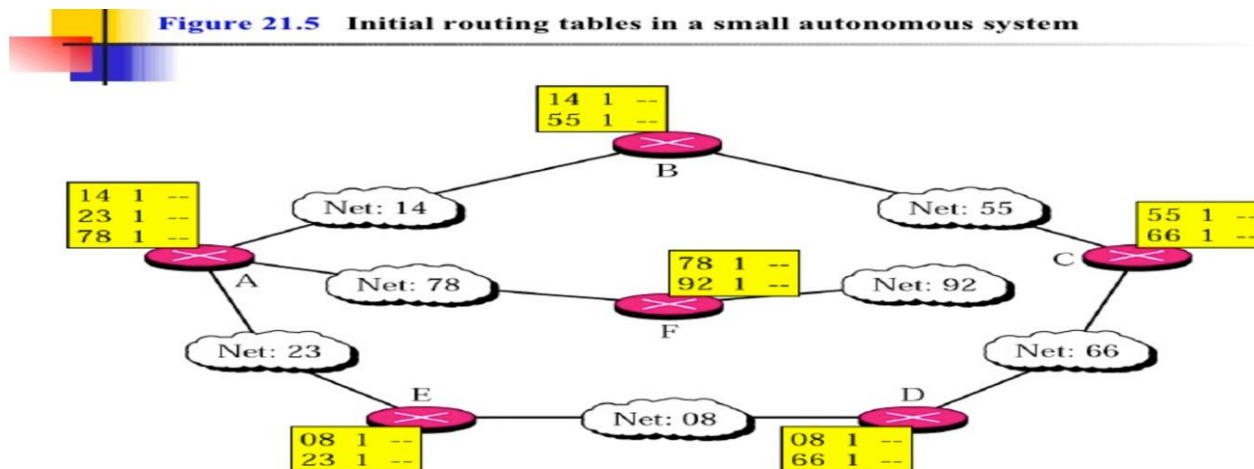 Figure 21.5 Initial routing tables in a small autonomous system
14 1 --
55 1 --
B
14 1 --
23 1 --
78 1 --
Net: 14
Net: 55
55 1 --
66 1 --
A
C
Net: 78
78 1 --
92 1 --
Net: 92
F
Net: 23
Net: 66
E
D
Net: 08
08 1 --
23 1 --
08 1 --
66 1 --